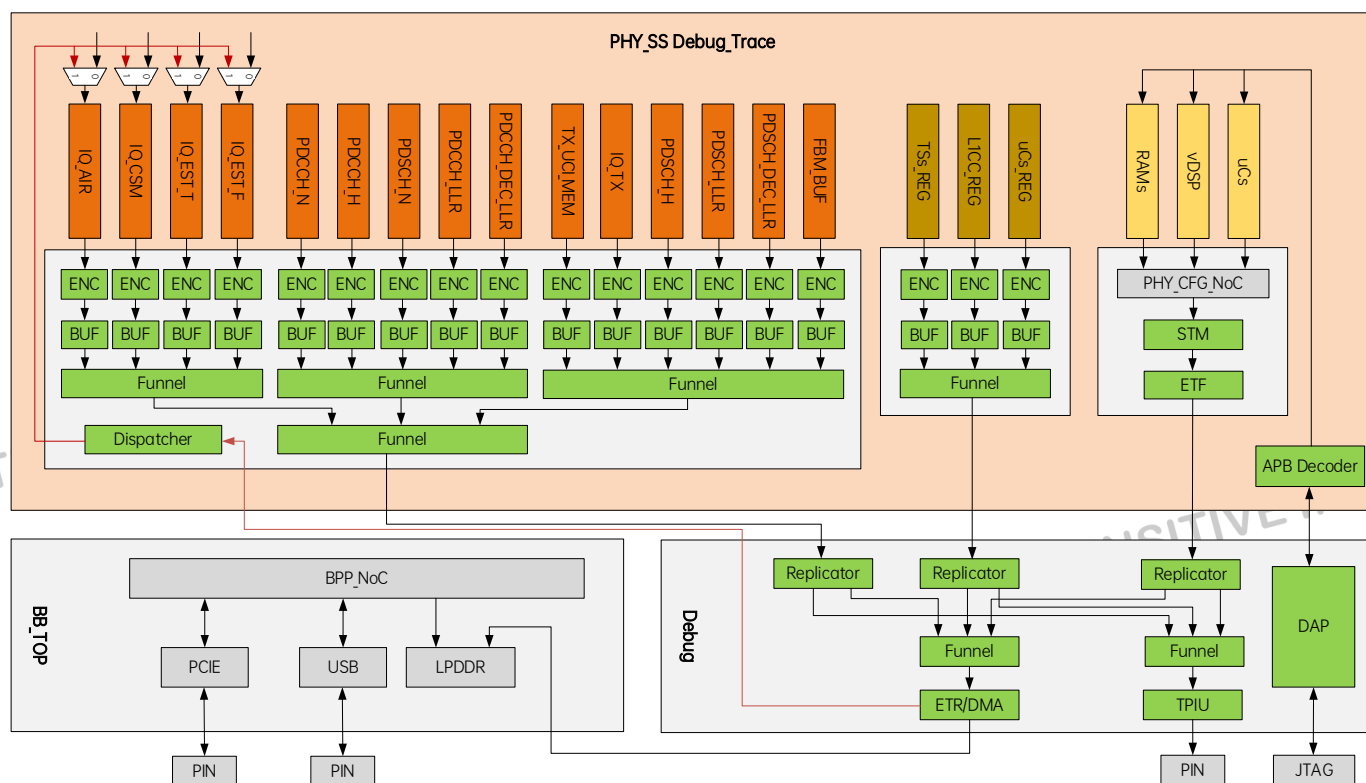 PHY_SS Debug_Trace
1 0
1 0
1 0
1 0
IQ_AIR
IQ_CSM
IQ_EST_T
IQ_EST_F
PDCCH_N
PDCCH_H
PDSCH_N
PDCCH_LLR
PDCCH_DEC_LLR
TX_UCI_MEM
IQ_TX
PDSCH_H
PDSCH_LLR
PDSCH_DEC_LLR
FBM_BUF
TSs_REG
L1CC_REG
uCs_REG
RAMs
vDSP
uCs
ENC ENC ENC ENC ENC ENC ENC ENC ENC ENC ENC ENC ENC ENC ENC ENC ENC ENC PHY_CFG_NoC
BUF BUF BUF BUF BUF BUF BUF BUF BUF BUF BUF BUF BUF BUF BUF BUF BUF BUF STM
Funnel Funnel Funnel Funnel ETF
Dispatcher Funnel
APB Decoder
NSITIVE
BB_TOP
BPP_NoC
PCIE USB LPDDR
PIN PIN
Debug
Replicator Replicator Replicator
DAP
Funnel Funnel
ETR/DMA TPIU
PIN JTAG